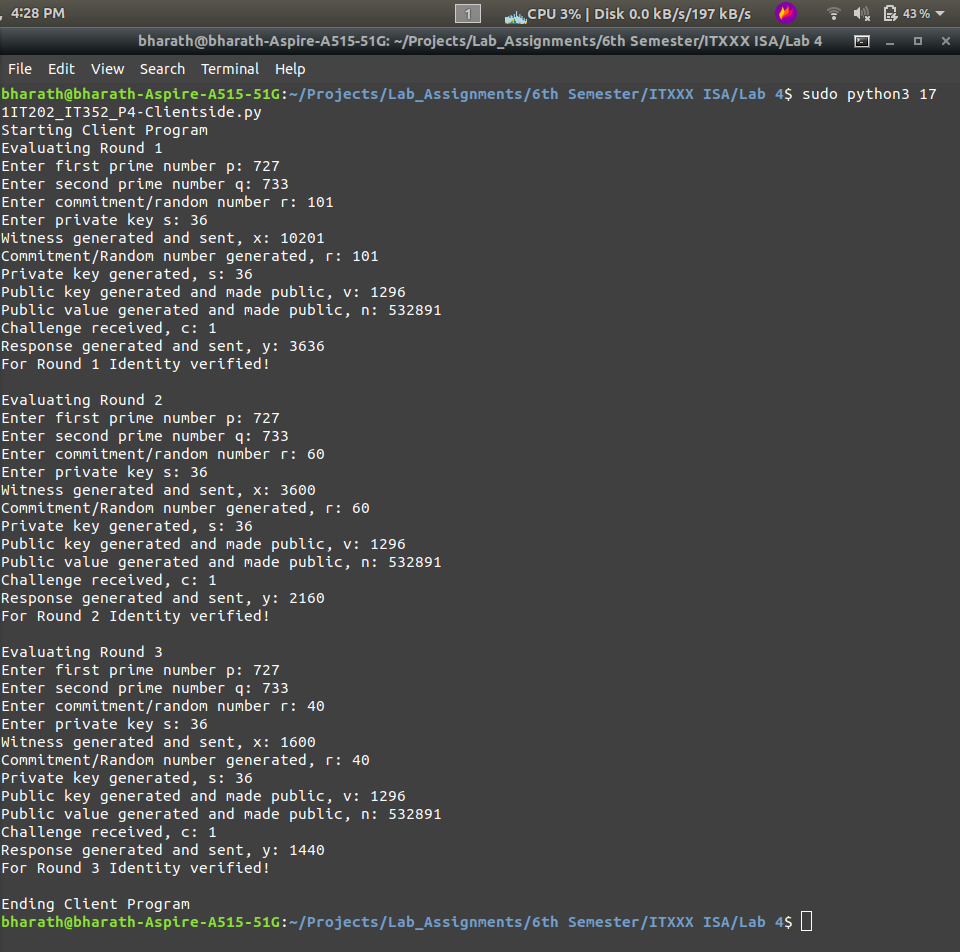 4:28 PM
1
CPU 3% | Disk 0.0 kB/s/197 kB/s
43 %
bharath@bharath-Aspire-A515-51G: ~/Projects/Lab_Assignments/6th Semester/ITXXX ISA/Lab 4
File Edit View Search Terminal Help
bharath@bharath-Aspire-A515-51G:~/Projects/Lab_Assignments/6th Semester/ITXXX ISA/Lab 4$ sudo python3 17
1IT202_IT352_P4-Clientside.py
Starting Client Program
Evaluating Round 1
Enter first prime number p: 727
Enter second prime number q: 733
Enter commitment/random number r: 101
Enter private key s: 36
Witness generated and sent, x: 10201
Commitment/Random number generated, r: 101
Private key generated, s: 36
Public key generated and made public, v: 1296
Public value generated and made public, n: 532891
Challenge received, c: 1
Response generated and sent, y: 3636
For Round 1 Identity verified!

Evaluating Round 2
Enter first prime number p: 727
Enter second prime number q: 733
Enter commitment/random number r: 60
Enter private key s: 36
Witness generated and sent, x: 3600
Commitment/Random number generated, r: 60
Private key generated, s: 36
Public key generated and made public, v: 1296
Public value generated and made public, n: 532891
Challenge received, c: 1
Response generated and sent, y: 2160
For Round 2 Identity verified!

Evaluating Round 3
Enter first prime number p: 727
Enter second prime number q: 733
Enter commitment/random number r: 40
Enter private key s: 36
Witness generated and sent, x: 1600
Commitment/Random number generated, r: 40
Private key generated, s: 36
Public key generated and made public, v: 1296
Public value generated and made public, n: 532891
Challenge received, c: 1
Response generated and sent, y: 1440
For Round 3 Identity verified!

Ending Client Program
bharath@bharath-Aspire-A515-51G:~/Projects/Lab_Assignments/6th Semester/ITXXX ISA/Lab 4$